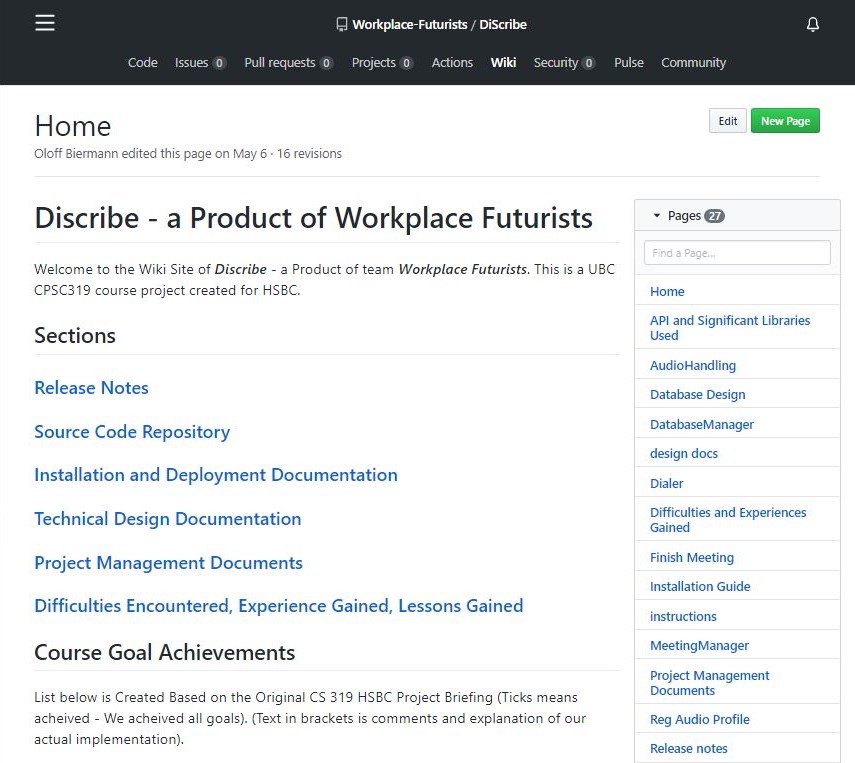 Workplace-Futurists / DiScribe
Code Issues 0 Pull requests 0 Projects 0 Actions Wiki Security 0 Pulse Community
Home
Edit New Page
Oloff Biermann edited this page on May 6 · 16 revisions
Discribe - a Product of Workplace Futurists
Welcome to the Wiki Site of Discribe - a Product of team Workplace Futurists. This is a UBC
CPSC319 course project created for HSBC.
Sections
Release Notes
Source Code Repository
Installation and Deployment Documentation
Technical Design Documentation
Project Management Documents
Difficulties Encountered, Experience Gained, Lessons Gained
Course Goal Achievements
List below is Created Based on the Original CS 319 HSBC Project Briefing (Ticks means
acheived - We acheived all goals). (Text in brackets is comments and explanation of our
actual implementation).
Pages 27
Find a Page...
Home
API and Significant Libraries
Used
AudioHandling
Database Design
DatabaseManager
design docs
Dialer
Difficulties and Experiences
Gained
Finish Meeting
Installation Guide
instructions
MeetingManager
Project Management
Documents
Reg Audio Profile
Release notes